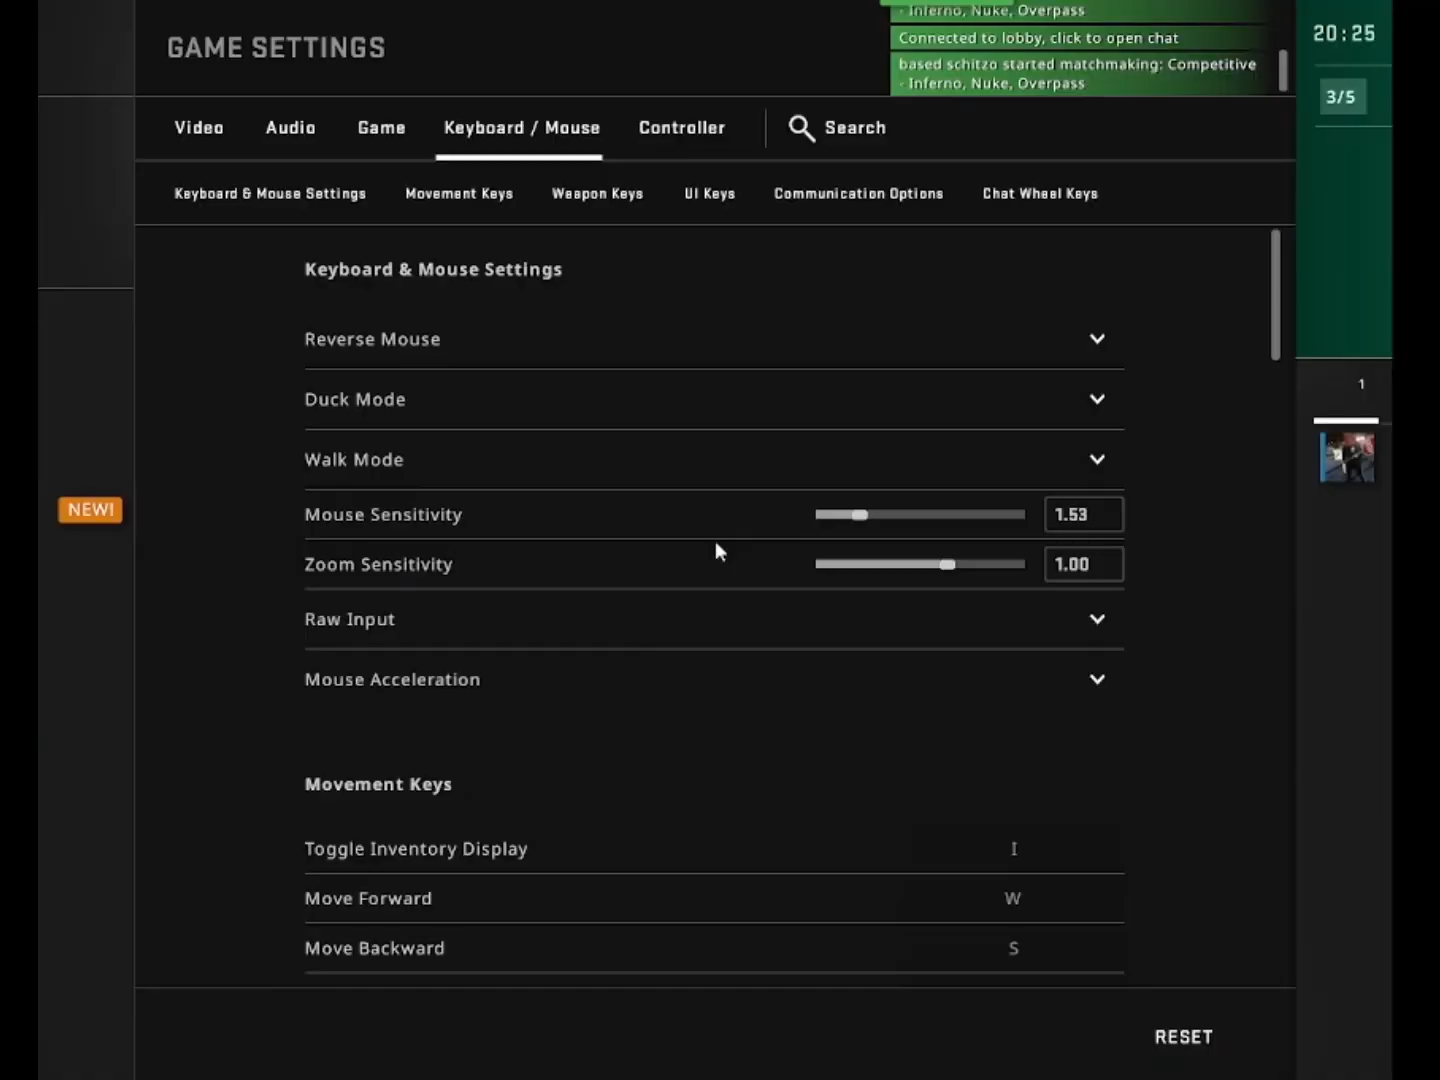 GAME SETTINGS
- Inferno, Nuke, Overpass
Connected to lobby, click to open chat
based schitzo started matchmaking: Competitive
- Inferno, Nuke, Overpass
20:25
3/5
Video Audio Game Keyboard / Mouse Controller Search
Keyboard & Mouse Settings Movement Keys Weapon Keys UI Keys Communication Options Chat Wheel Keys
Keyboard & Mouse Settings
Reverse Mouse
Duck Mode
1
Walk Mode
NEW!
Mouse Sensitivity 1.53
Zoom Sensitivity 1.00
Raw Input
Mouse Acceleration
Movement Keys
Toggle Inventory Display I
Move Forward W
Move Backward S
RESET